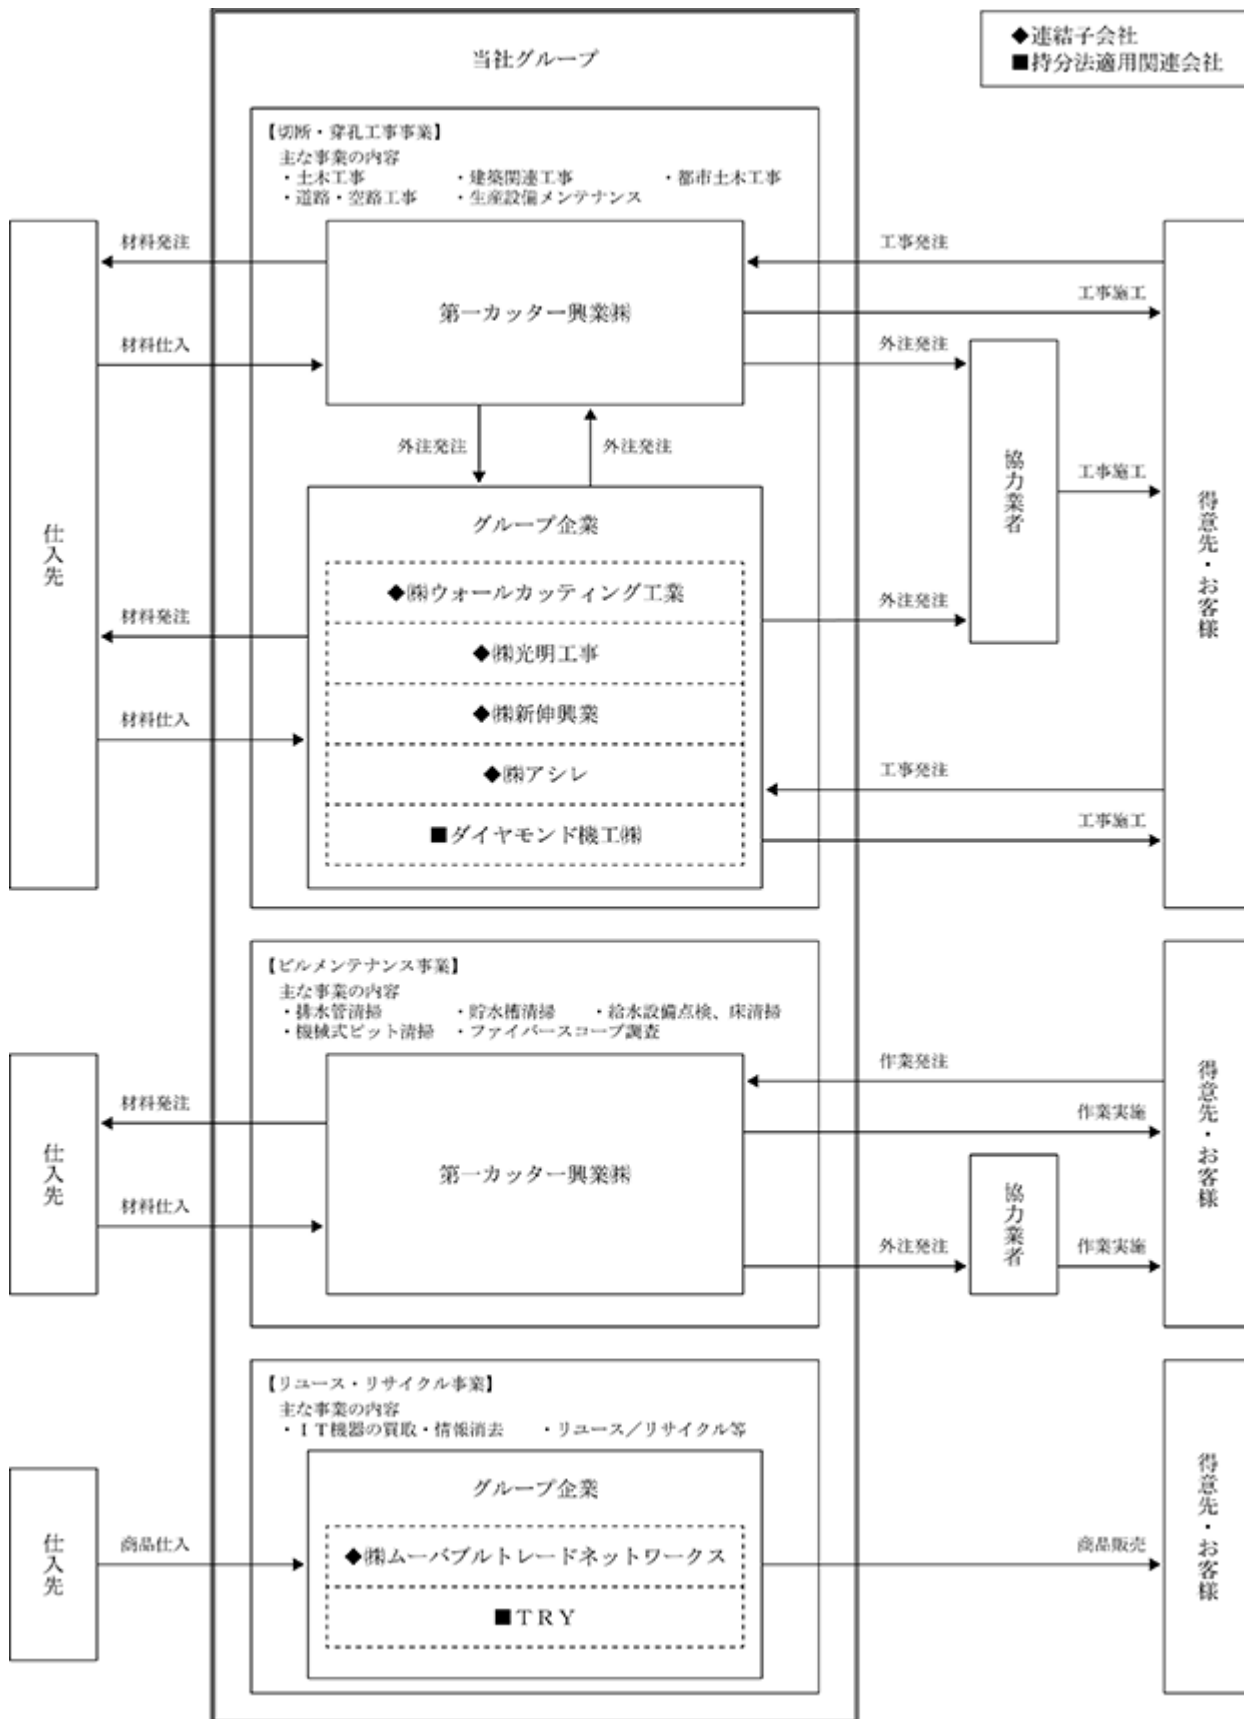 当社グループ
◆連結子会社
■持分法適用関連会社
【切断・穿孔工事事業】
主な事業の内容
・土木工事 ・建築関連工事 ・都市土木工事
・道路・空路工事 ・生産設備メンテナンス
材料発注
工事発注
第一カッター興業㈱
工事施工
材料仕入
外注発注
外注発注
外注発注
協力業者
工事施工
仕入先
得意先・お客様
グループ企業
◆㈱ウォールカッティング工業
外注発注
材料発注
◆㈱光明工事
◆㈱新伸興業
材料仕入
◆㈱アシレ
工事発注
■ダイヤモンド機工㈱
工事施工
【ビルメンテナンス事業】
主な事業の内容
・排水管清掃 ・貯水槽清掃 ・給水設備点検、床清掃
・機械式ピット清掃 ・ファイバースコープ調査
作業発注
材料発注
作業実施
仕入先
第一カッター興業㈱
得意先・お客様
材料仕入
協力業者
外注発注
作業実施
【リユース・リサイクル事業】
主な事業の内容
・ＩＴ機器の買取・情報消去 ・リユース／リサイクル等
グループ企業
仕入先
商品仕入
◆㈱ムーバブルトレードネットワークス
商品販売
得意先・お客様
■ＴＲＹ